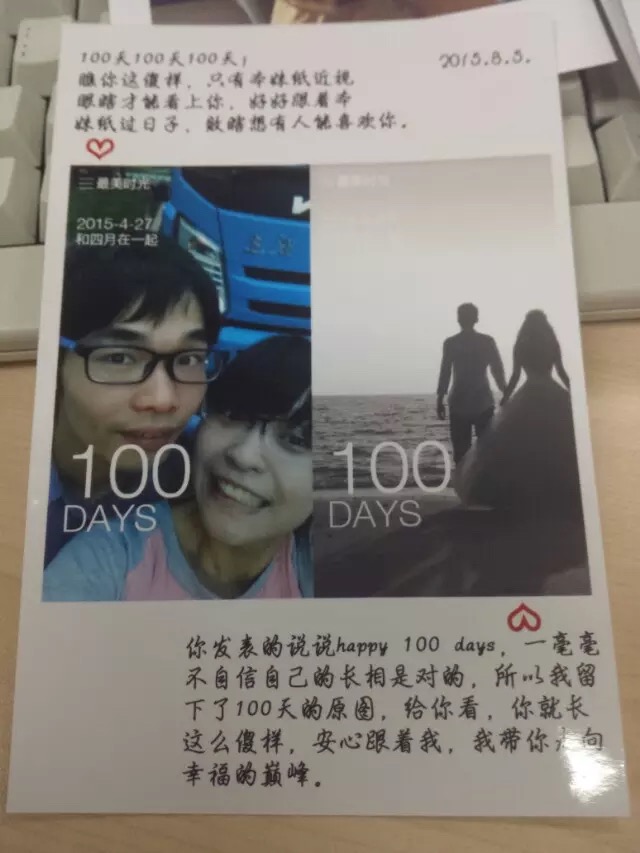 100天100天100天！
2015.8.5.
瞧你这傻样，只有本妹纸近视
眼瞎才能看上你，好好跟着本
妹纸过日子，敢瞎想有人能喜欢你。
最美时光
2015-4-27
和四月在一起
100
DAYS
最美时光
100
DAYS
你发表的说说happy 100 days，一毫毫
不自信自己的长相是对的，所以我留
下了100天的原图，给你看，你就长
这么傻样，安心跟着我，我带你走向
幸福的巅峰。